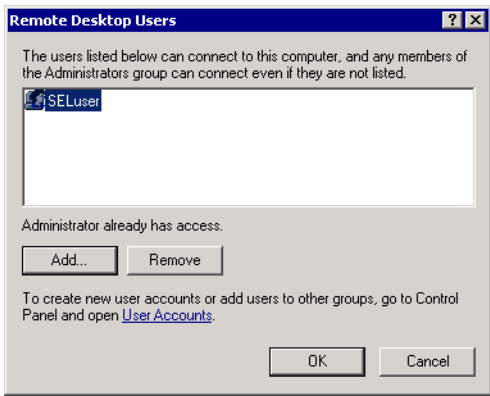 Remote Desktop Users
The users listed below can connect to this computer, and any members of
the Administrators group can connect even if they are not listed.
SELuser
Administrator already has access.
Add... Remove
To create new user accounts or add users to other groups, go to Control
Panel and open User Accounts.
OK Cancel